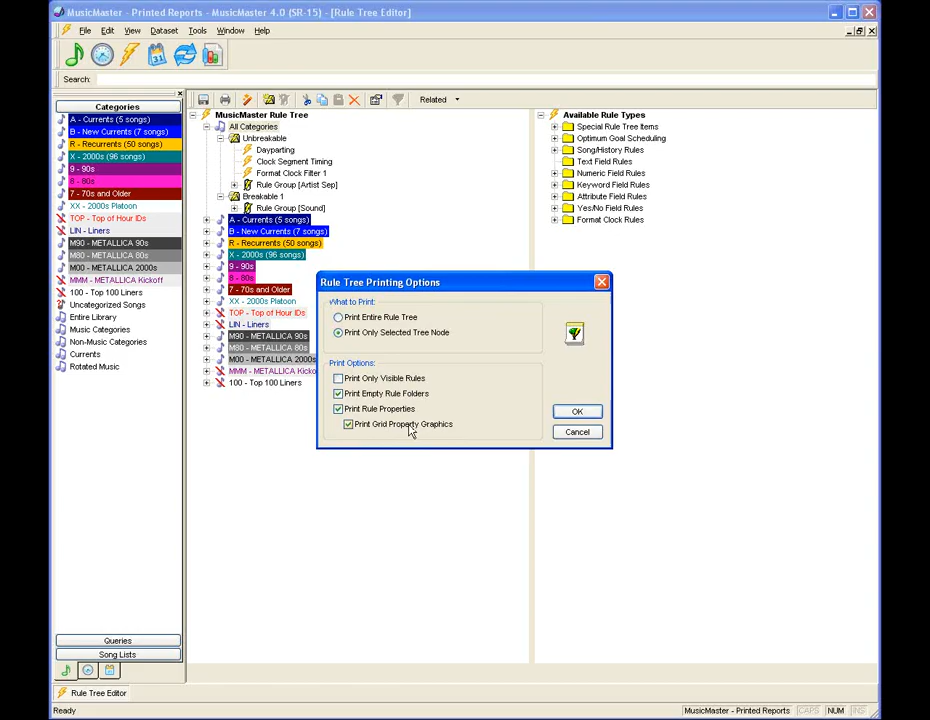 MusicMaster - Printed Reports - MusicMaster 4.0 (SR-15) - [Rule Tree Editor]
File Edit View Dataset Tools Window Help
Search:
Categories
A - Currents (5 songs)
B - New Currents (7 songs)
R - Recurrents (50 songs)
X - 2000s (96 songs)
9 - 90s
8 - 80s
7 - 70s and Older
XX - 2000s Platoon
TOP - Top of Hour IDs
LIN - Liners
M90 - METALLICA 90s
M80 - METALLICA 80s
M00 - METALLICA 2000s
MMM - METALLICA Kickoff
100 - Top 100 Liners
Uncategorized Songs
Entire Library
Music Categories
Non-Music Categories
Currents
Rotated Music
Queries
Song Lists
Related
MusicMaster Rule Tree
All Categories
Unbreakable
Dayparting
Clock Segment Timing
Format Clock Filter 1
Rule Group [Artist Sep]
Breakable 1
Rule Group [Sound]
A - Currents (5 songs)
B - New Currents (7 songs)
R - Recurrents (50 songs)
X - 2000s (96 songs)
9 - 90s
8 - 80s
7 - 70s and Older
XX - 2000s Platoon
TOP - Top of Hour IDs
LIN - Liners
M90 - METALLICA 90s
M80 - METALLICA 80s
M00 - METALLICA 2000s
MMM - METALLICA Kicko
100 - Top 100 Liners
Available Rule Types
Special Rule Tree Items
Optimum Goal Scheduling
Song/History Rules
Text Field Rules
Numeric Field Rules
Keyword Field Rules
Attribute Field Rules
Yes/No Field Rules
Format Clock Rules
Rule Tree Printing Options
What to Print:
Print Entire Rule Tree
Print Only Selected Tree Node
Print Options:
Print Only Visible Rules
Print Empty Rule Folders
Print Rule Properties
Print Grid Property Graphics
OK
Cancel
Rule Tree Editor
Ready
MusicMaster - Printed Reports CAPS NUM INS